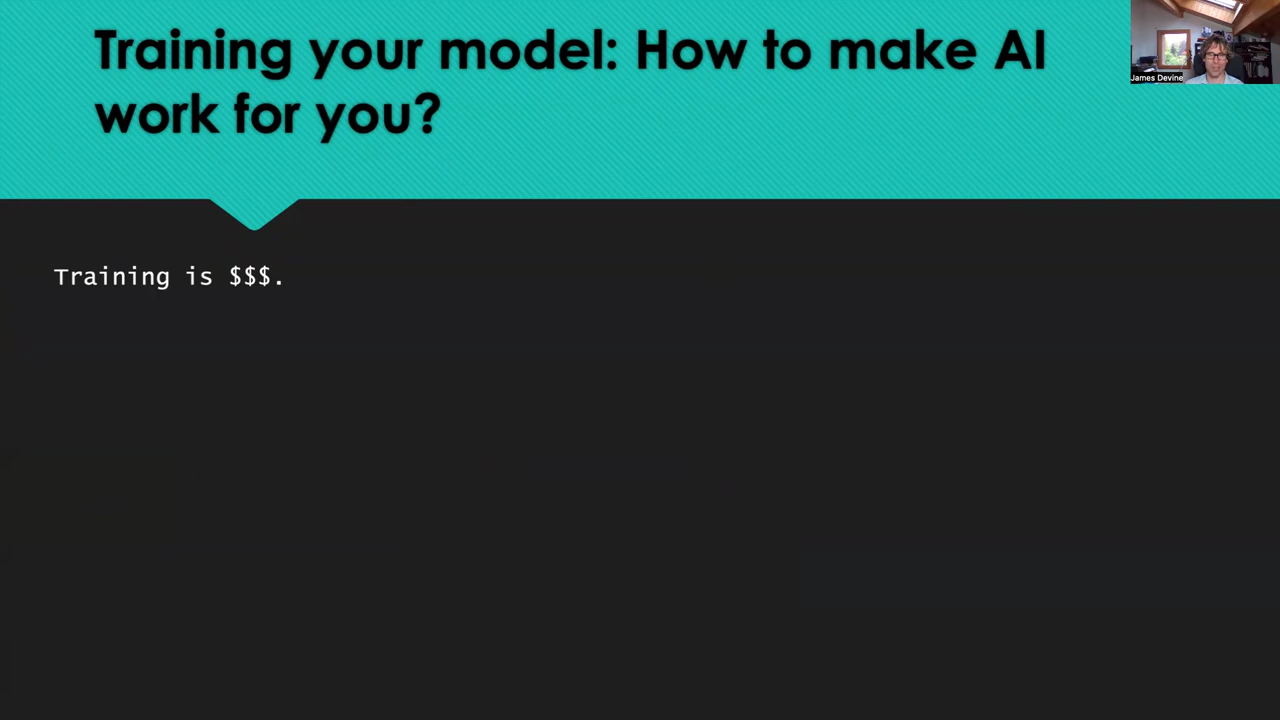 Training your model: How to make AI
work for you?
James Devine
Training is $$$.